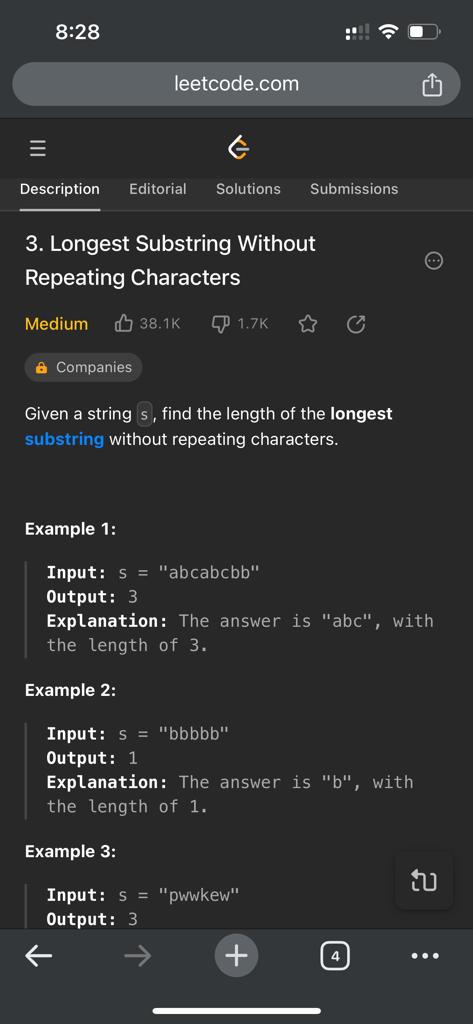 8:28
leetcode.com
Description Editorial Solutions Submissions
3. Longest Substring Without
Repeating Characters
Medium 38.1K 1.7K
Companies
Given a string s, find the length of the longest
substring without repeating characters.
Example 1:
Input: s = "abcabcbb"
Output: 3
Explanation: The answer is "abc", with
the length of 3.
Example 2:
Input: s = "bbbbb"
Output: 1
Explanation: The answer is "b", with
the length of 1.
Example 3:
Input: s = "pwwkew"
Output: 3
4